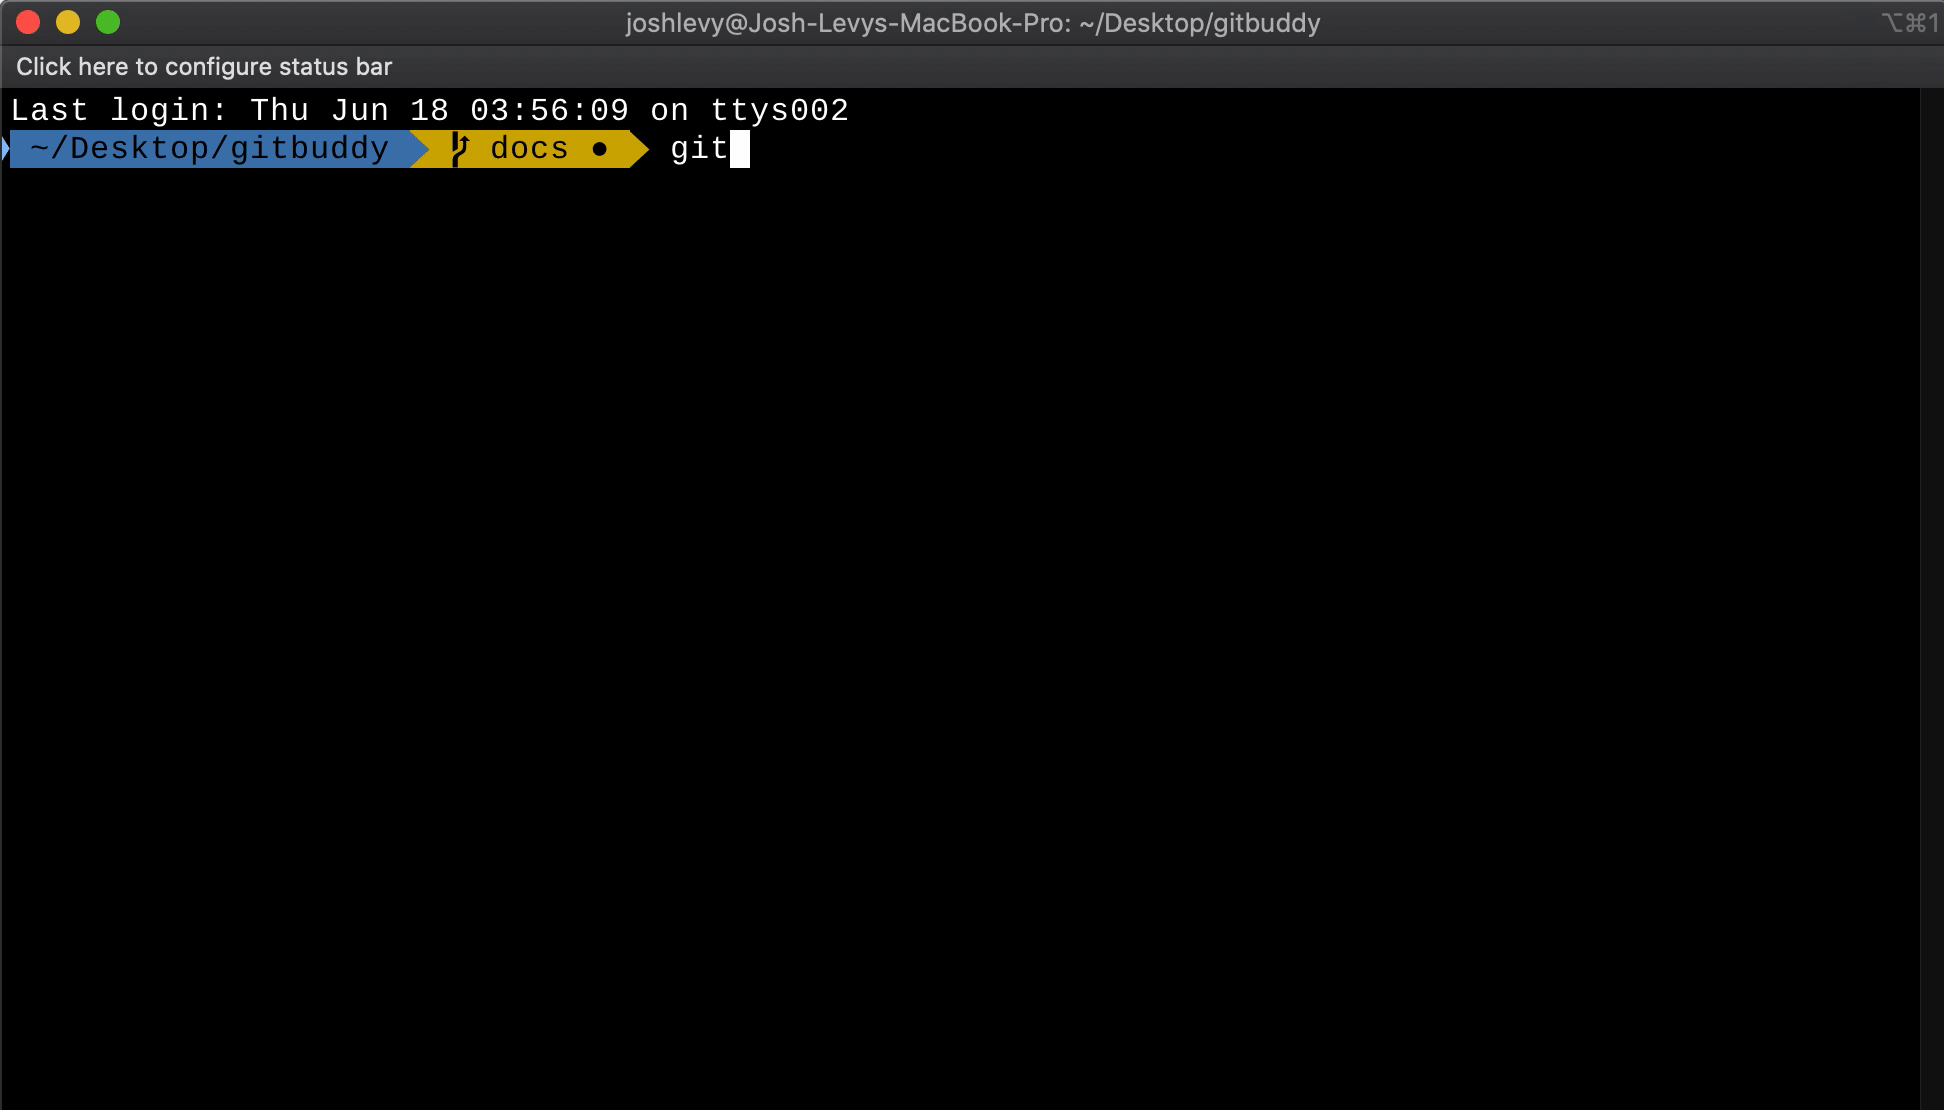 joshlevy@Josh-Levys-MacBook-Pro: ~/Desktop/gitbuddy ⌥⌘1
Click here to configure status bar
Last login: Thu Jun 18 03:56:09 on ttys002
~/Desktop/gitbuddy docs ● git